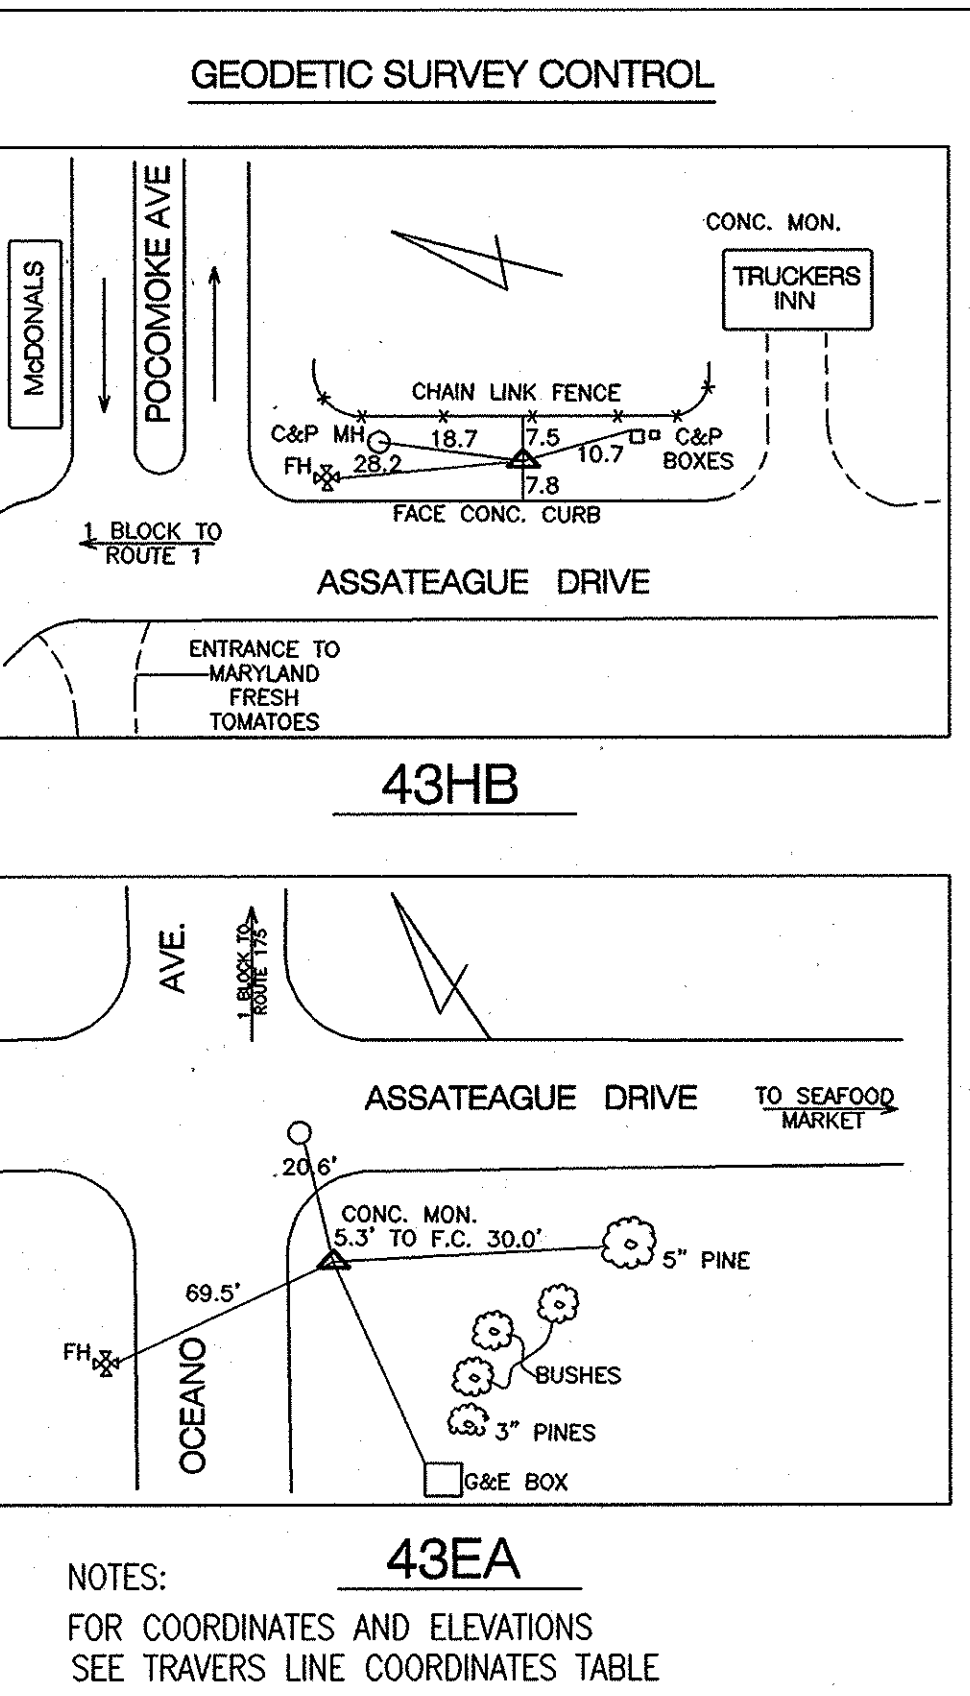 GEODETIC SURVEY CONTROL
McDONALS
POCOMOKE AVE
CONC. MON.
TRUCKERS
INN
CHAIN LINK FENCE
C&P MH
18.7
7.5
10.7
C&P
BOXES
FH
28.2
7.8
FACE CONC. CURB
1 BLOCK TO
ROUTE 1
ASSATEAGUE DRIVE
ENTRANCE TO
MARYLAND
FRESH
TOMATOES
43HB
AVE.
1 BLOCK TO
ROUTE 175
ASSATEAGUE DRIVE
TO SEAFOOD
MARKET
20.6'
CONC. MON.
5.3' TO F.C. 30.0'
5" PINE
69.5'
FH
OCEANO
BUSHES
3" PINES
G&E BOX
43EA
NOTES:
FOR COORDINATES AND ELEVATIONS
SEE TRAVERS LINE COORDINATES TABLE